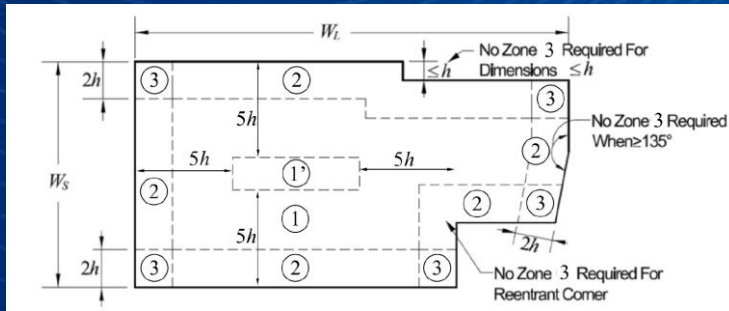 W_L
No Zone 3 Required For
Dimensions ≤h
≤h
2h
3
2
3
5h
No Zone 3 Required
When≥135°
W_S
5h
1'
5h
2
2
1
5h
2
3
2h
2h
3
2
3
No Zone 3 Required For
Reentrant Corner